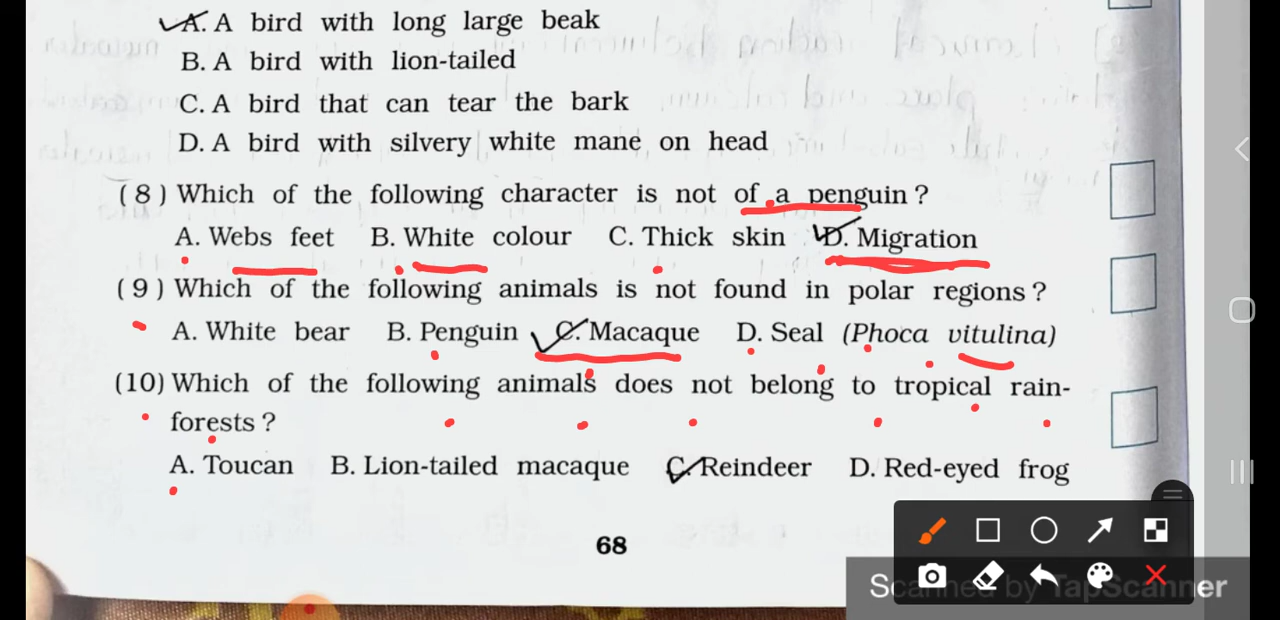 A. A bird with long large beak
B. A bird with lion-tailed
C. A bird that can tear the bark
D. A bird with silvery white mane on head
(8) Which of the following character is not of a penguin ?
A. Webs feet B. White colour C. Thick skin D. Migration
(9) Which of the following animals is not found in polar regions ?
A. White bear B. Penguin C. Macaque D. Seal (Phoca vitulina)
(10) Which of the following animals does not belong to tropical rain-
forests ?
A. Toucan B. Lion-tailed macaque C. Reindeer D. Red-eyed frog
68
Scanned by TapScanner